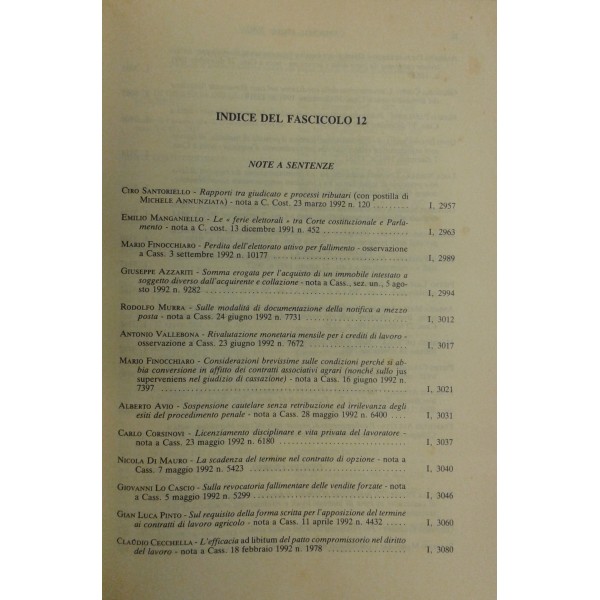 INDICE DEL FASCICOLO 12
NOTE A SENTENZE
CIRO SANTORIELLO - Rapporti tra giudicato e processi tributari (con postilla di
MICHELE ANNUNZIATA) - nota a C. Cost. 23 marzo 1992 n. 120 ......... I, 2957
EMILIO MANGANIELLO - Le « ferie elettorali » tra Corte costituzionale e Parla-
mento - nota a C. cost. 13 dicembre 1991 n. 452 .................... I, 2963
MARIO FINOCCHIARO - Perdita dell'elettorato attivo per fallimento - osservazione
a Cass. 3 settembre 1992 n. 10177 .................... I, 2989
GIUSEPPE AZZARITI - Somma erogata per l'acquisto di un immobile intestato a
soggetto diverso dall'acquirente e collazione - nota a Cass., sez. un., 5 ago-
sto 1992 n. 9282 .................... I, 2994
RODOLFO MURRA - Sulle modalità di documentazione della notifica a mezzo
posta - nota a Cass. 24 giugno 1992 n. 7731 .................... I, 3012
ANTONIO VALLEBONA - Rivalutazione monetaria mensile per i crediti di lavoro -
osservazione a Cass. 23 giugno 1992 n. 7672 .................... I, 3017
MARIO FINOCCHIARO - Considerazioni brevissime sulle condizioni perché si ab-
bia conversione in affitto dei contratti associativi agrari (nonché sullo jus
superveniens nel giudizio di cassazione) - nota a Cass. 16 giugno 1992 n.
7397 .................... I, 3021
ALBERTO AVIO - Sospensione cautelare senza retribuzione ed irrilevanza degli
esiti del procedimento penale - nota a Cass. 28 maggio 1992 n. 6400 .... I, 3031
CARLO CORSINOVI - Licenziamento disciplinare e vita privata del lavoratore -
nota a Cass. 23 maggio 1992 n. 6180 .................... I, 3037
NICOLA DI MAURO - La scadenza del termine nel contratto di opzione - nota a
Cass. 7 maggio 1992 n. 5423 .................... I, 3040
GIOVANNI LO CASCIO - Sulla revocatoria fallimentare delle vendite forzate - nota
a Cass. 5 maggio 1992 n. 5299 .................... I, 3046
GIAN LUCA PINTO - Sul requisito della forma scritta per l'apposizione del termine
ai contratti di lavoro agricolo - nota a Cass. 11 aprile 1992 n. 4432 .... I, 3060
CLAUDIO CECCHELLA - L'efficacia ad libitum del patto compromissorio nel diritto
del lavoro - nota a Cass. 18 febbraio 1992 n. 1978 .................... I, 3080